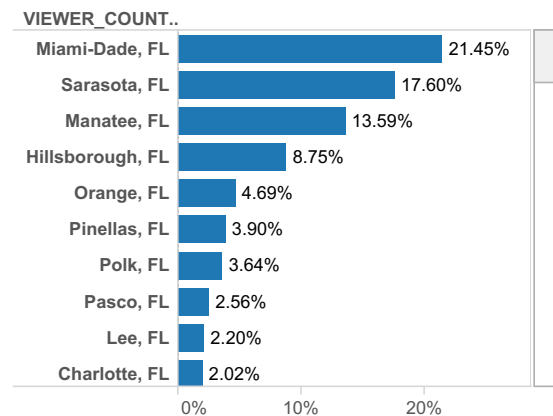 VIEWER_COUNT..
Miami-Dade, FL 21.45%
Sarasota, FL 17.60%
Manatee, FL 13.59%
Hillsborough, FL 8.75%
Orange, FL 4.69%
Pinellas, FL 3.90%
Polk, FL 3.64%
Pasco, FL 2.56%
Lee, FL 2.20%
Charlotte, FL 2.02%
0% 10% 20%